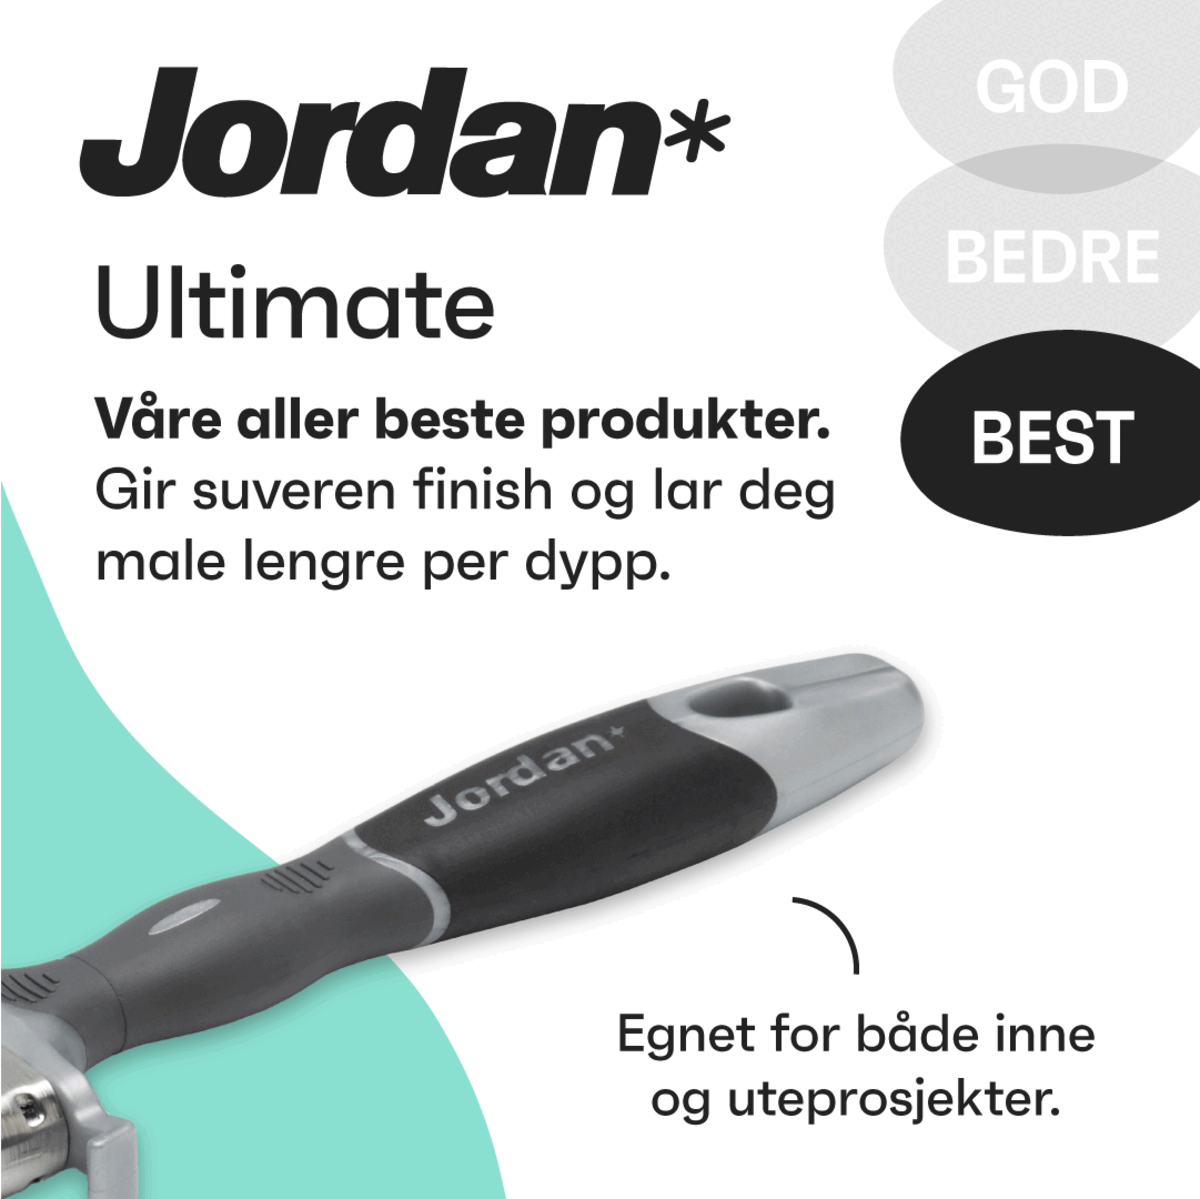 Jordan*
Ultimate
Våre aller beste produkter.
Gir suveren finish og lar deg
male lengre per dypp.
GOD
BEDRE
BEST
Jordan*
Egnet for både inne
og uteprosjekter.